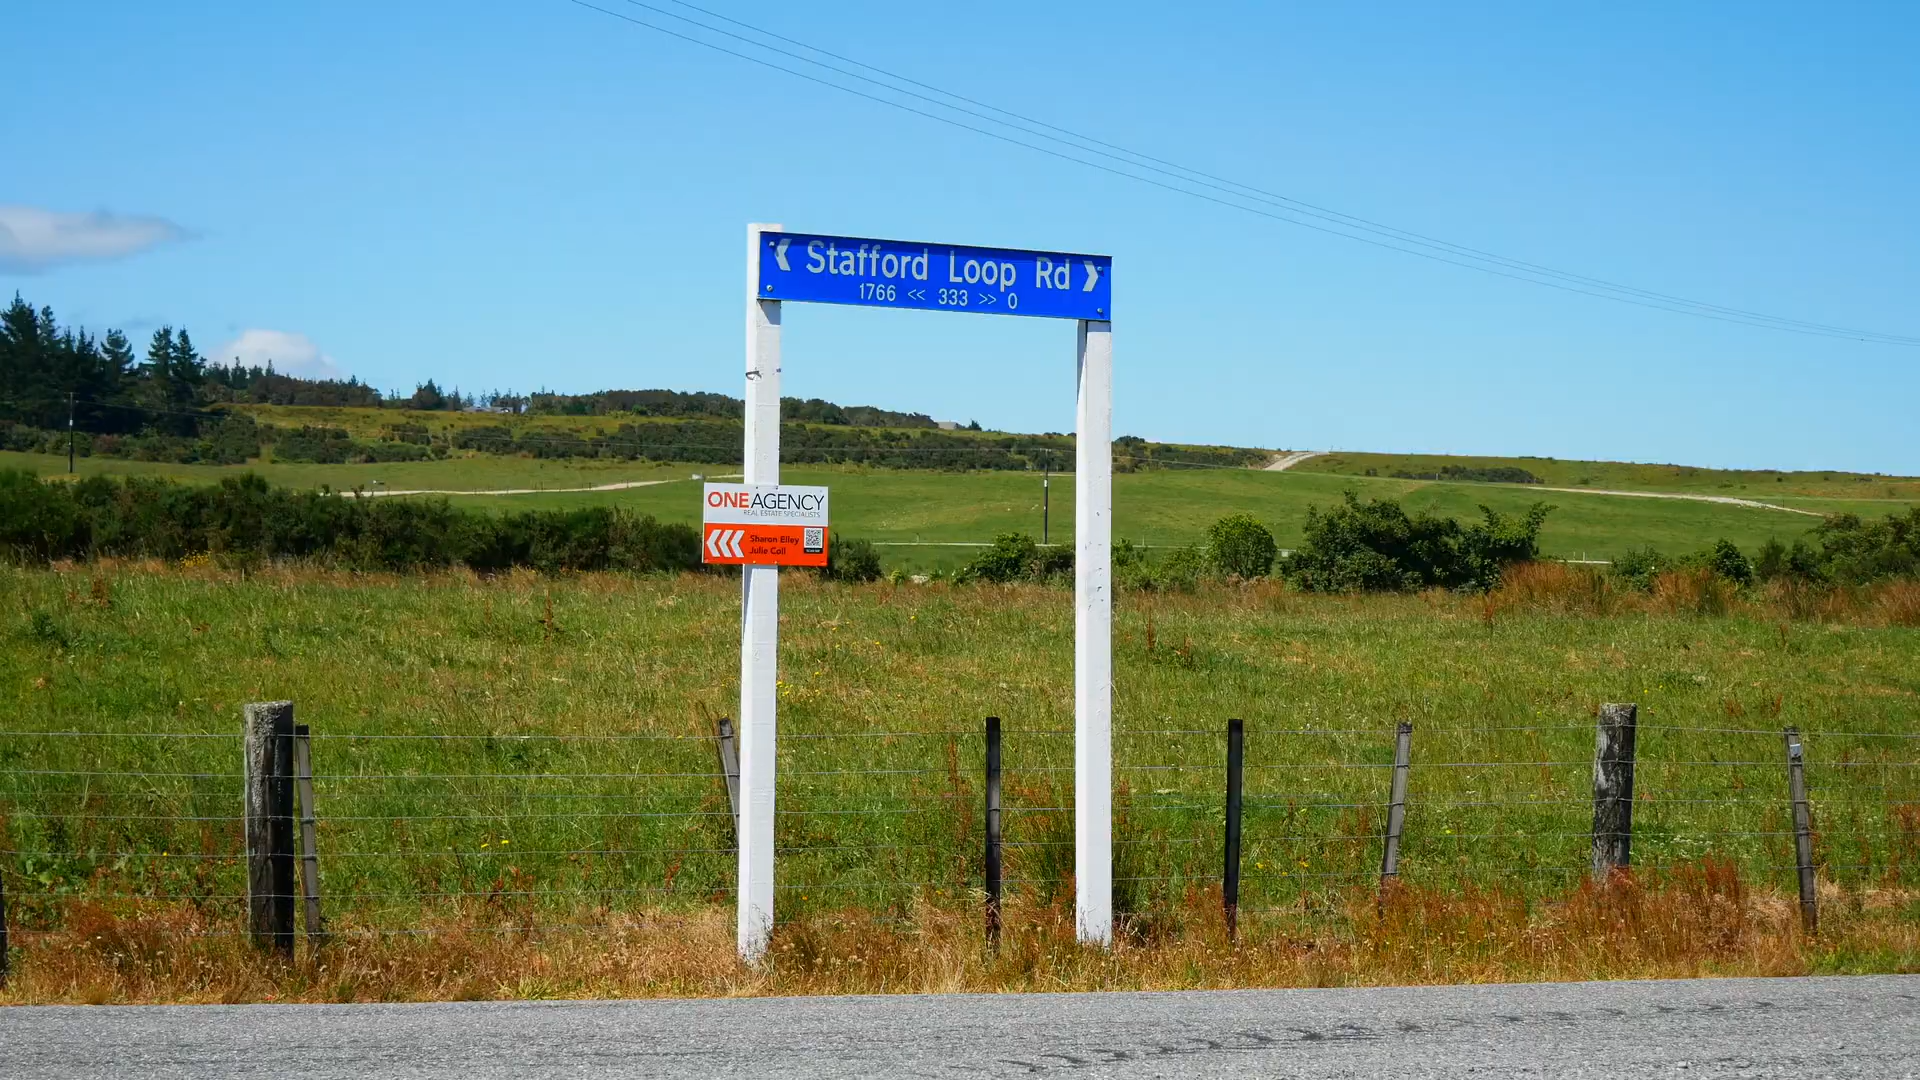 Stafford Loop Rd
1766 << 333 >> 0
ONEAGENCY
REAL ESTATE SPECIALISTS
Sharon Elley
Julie Coll